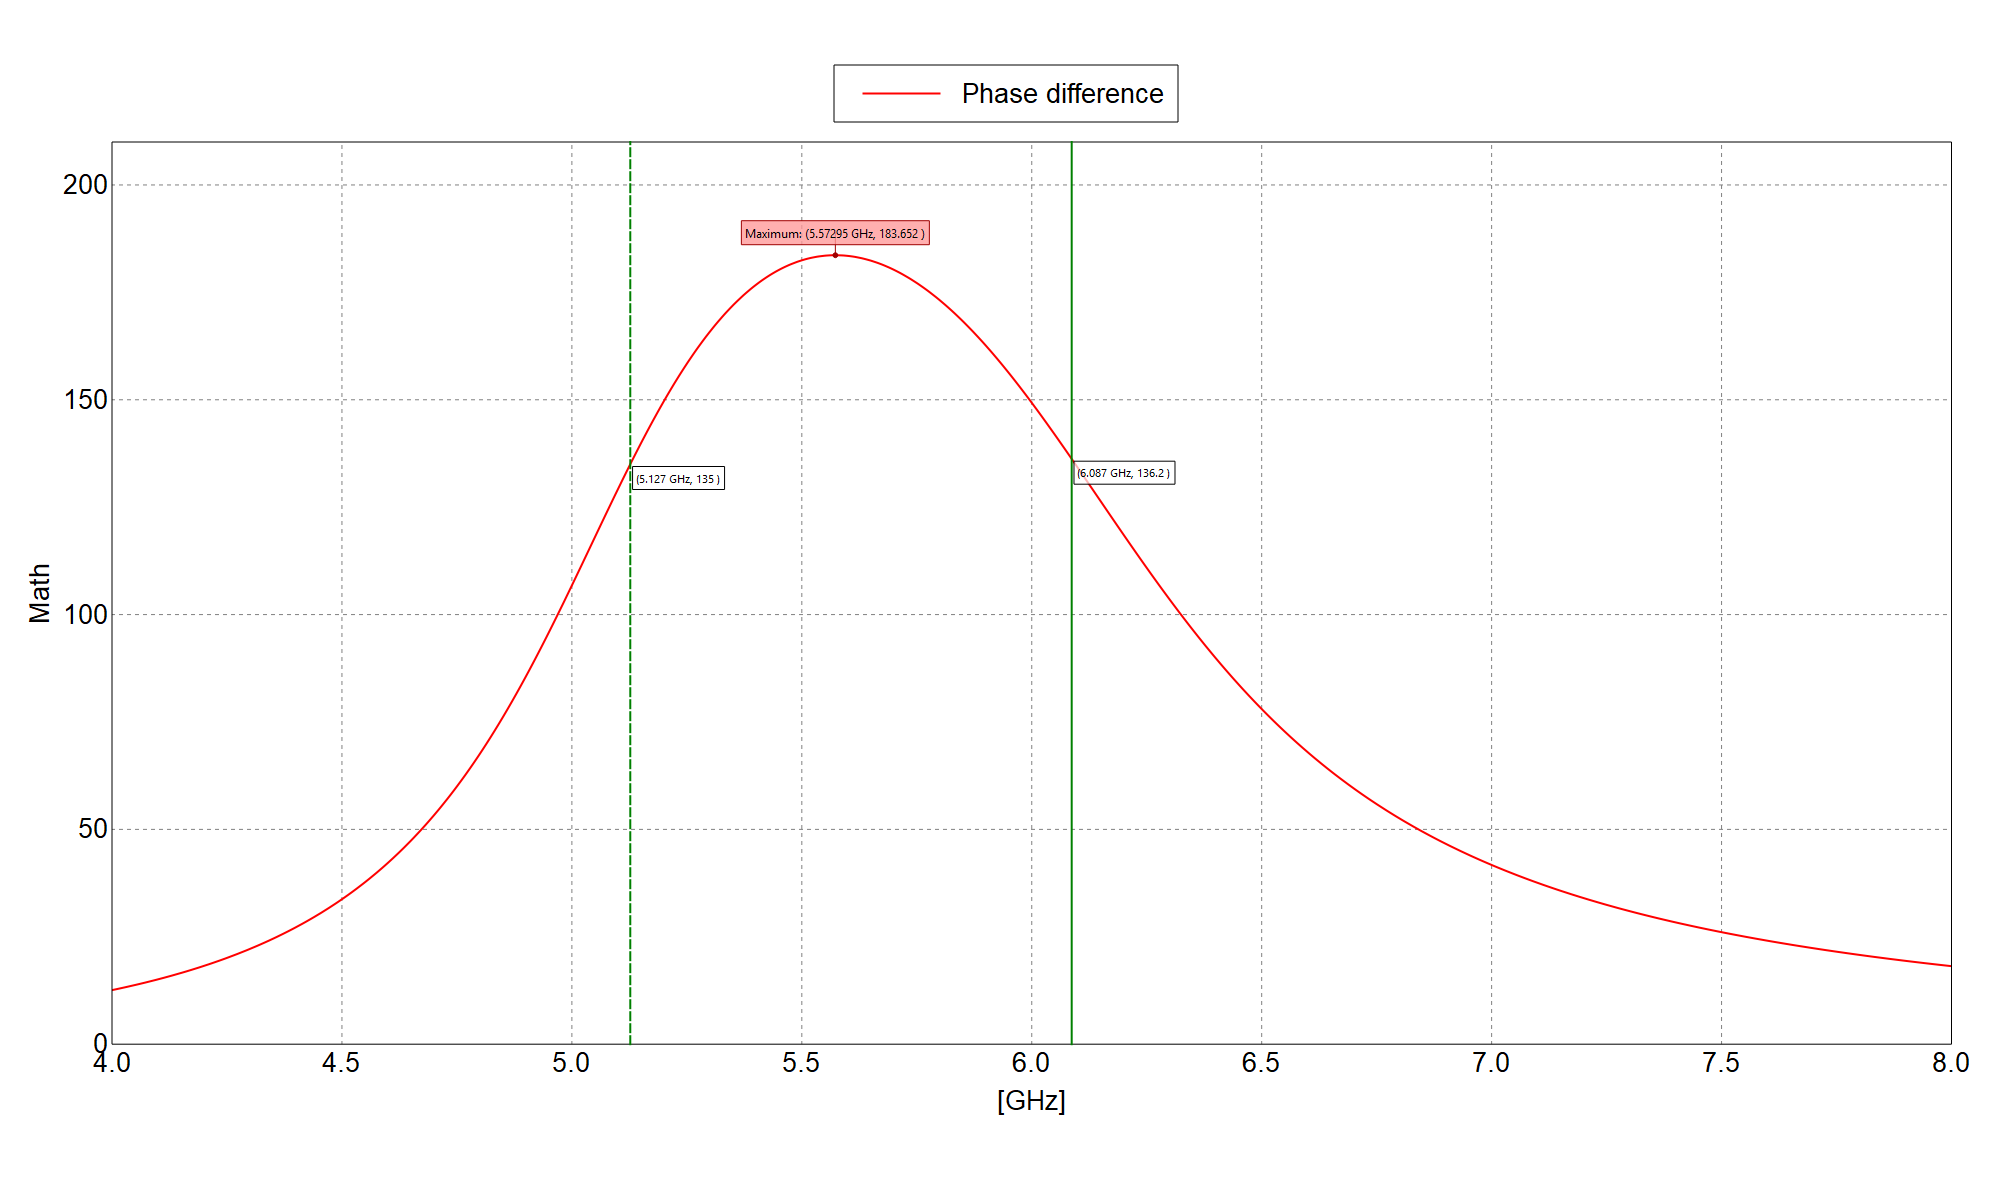 Phase difference
200
Maximum: (5.57295 GHz, 183.652 )
150
(5.127 GHz, 135 )
(6.087 GHz, 136.2 )
Math
100
50
0
4.0 4.5 5.0 5.5 6.0 6.5 7.0 7.5 8.0
[GHz]